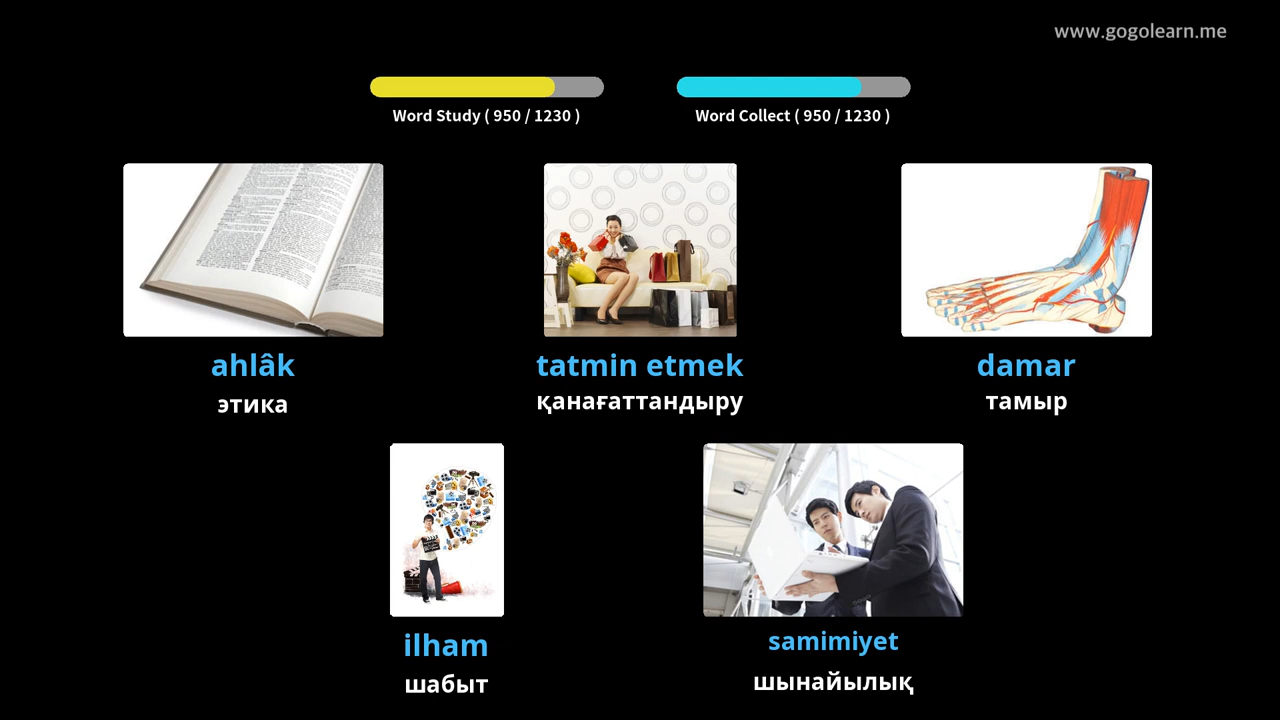 www.gogolearn.me
Word Study ( 950 / 1230 )
Word Collect ( 950 / 1230 )
ahlâk
этика
tatmin etmek
қанағаттандыру
damar
тамыр
ilham
шабыт
samimiyet
шынайылық